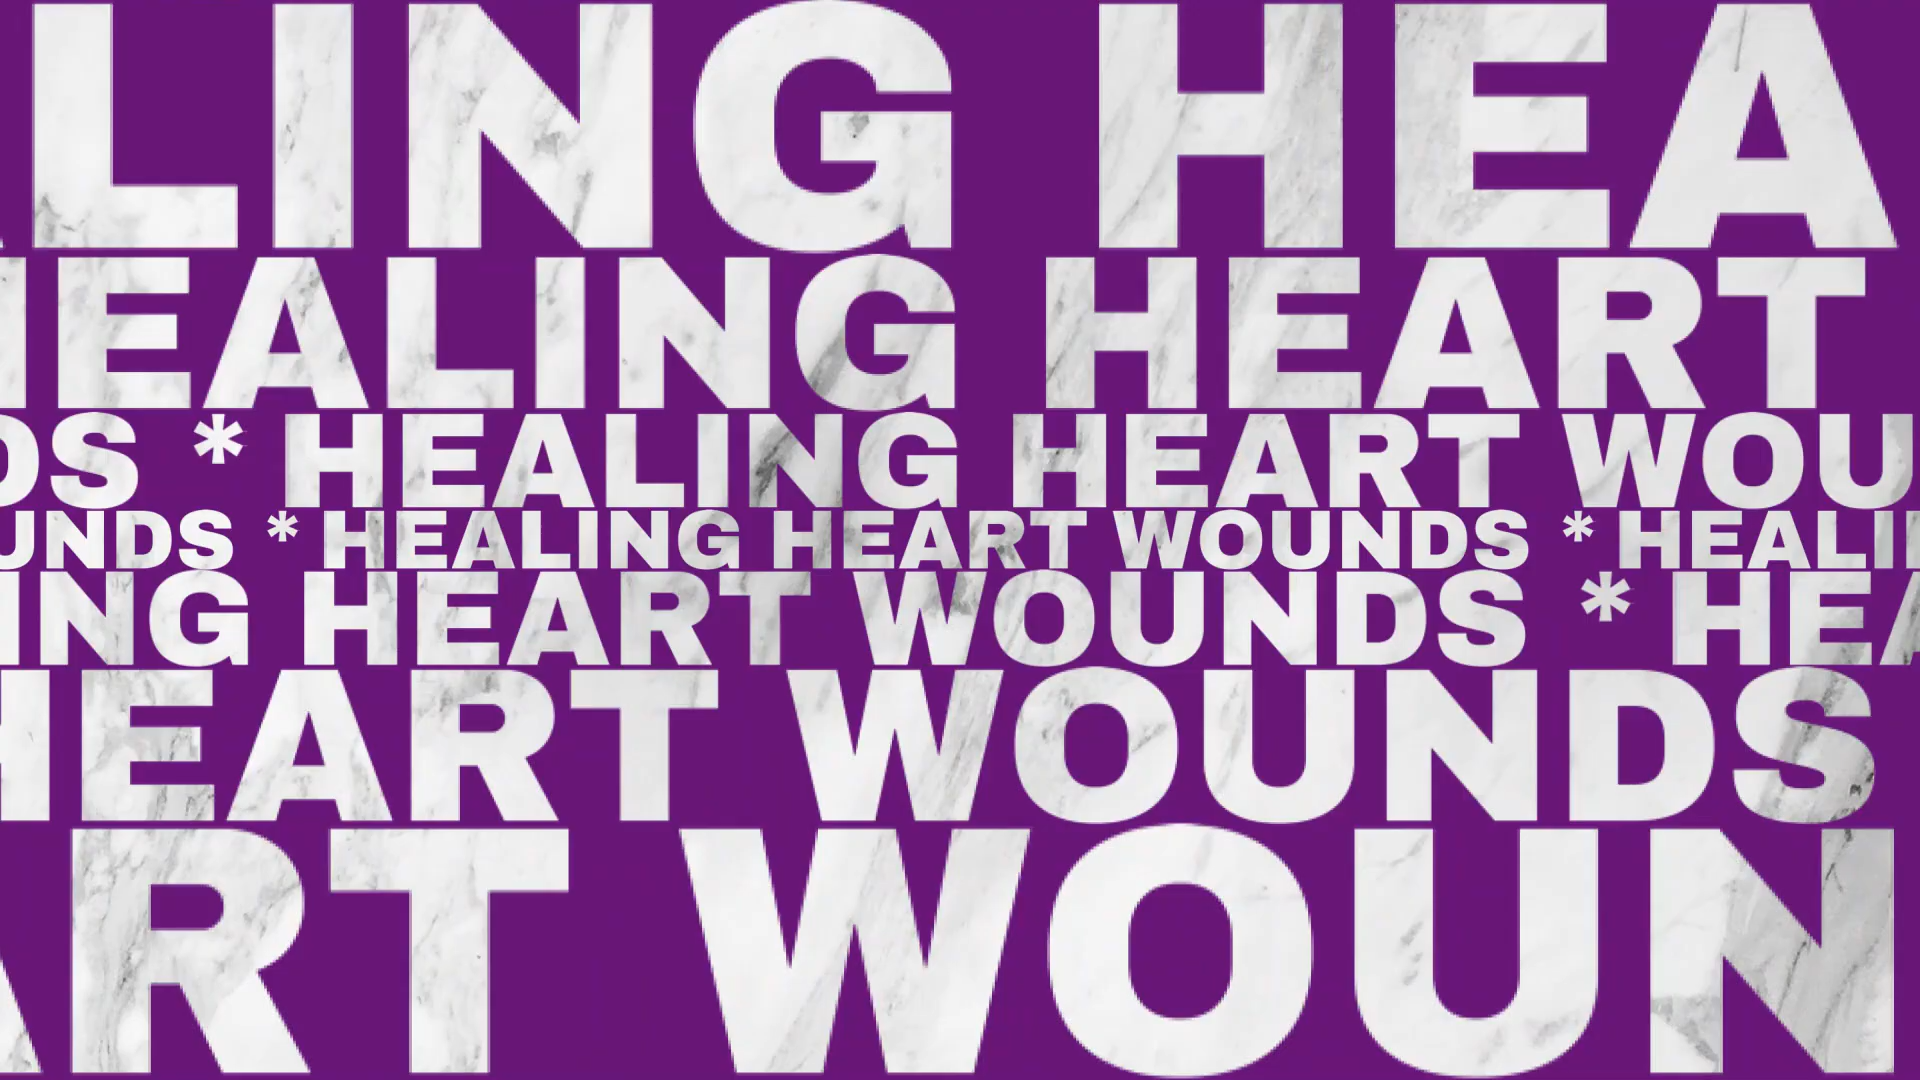 LING HEA
HEALING HEART
DS * HEALING HEART WOU
UNDS * HEALING HEART WOUNDS * HEALIN
ING HEART WOUNDS * HEA
HEART WOUNDS
ART WOUN